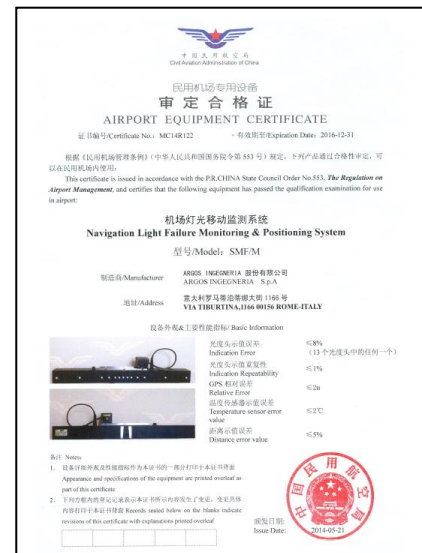 中国民用航空局
Civil Aviation Administration of China
民用机场专用设备
审定合格证
AIRPORT EQUIPMENT CERTIFICATE
证书编号/Certificate No.: MC14R122
·有效期至/Expiration Date: 2016-12-31
根据《民用机场管理条例》(中华人民共和国国务院令第 553 号)规定，下列产品通过合格性审定，可
以在民用机场内使用：
This certificate is issued in accordance with the P.R.CHINA State Council Order No.553, The Regulation on
Airport Management, and certifies that the following equipment has passed the qualification examination for use
in airport:
机场灯光移动监测系统
Navigation Light Failure Monitoring & Positioning System
型号/Model: SMF/M
制造商/Manufacturer
ARGOS INGEGNERIA 股份有限公司
ARGOS INGEGNERIA S.p.A
地址/Address
意大利罗马蒂泊蒂娜大街 1166 号
VIA TIBURTINA,1166 00156 ROME-ITALY
设备外观&主要性能指标/ Basic Information
光度头示值误差
Indication Error
≤8%
（13 个光度头中的任何一个）
光度头示值重复性
Indication Repeatability
≤1%
GPS 相对误差
Relative Error
≤2m
温度传感器示值误差
Temperature sensor error
value
≤2℃
距离示值误差
Distance error value
≤5%
备注 Notes:
1. 设备详细外观及性能指标作为本证书的一部分打印于本证书背面
Appearance and specifications of the equipment are printed overleaf as
part of this certificate
2. 下列方框内的登记记录表示本证书所示内容发生了变更，变更具体
内容打印于本证书背面 Records sealed below on the blanks indicate
revisions of this certificate with explanations printed overleaf
中国民用航空局
颁发日期:
Issue Date:
2014-05-21